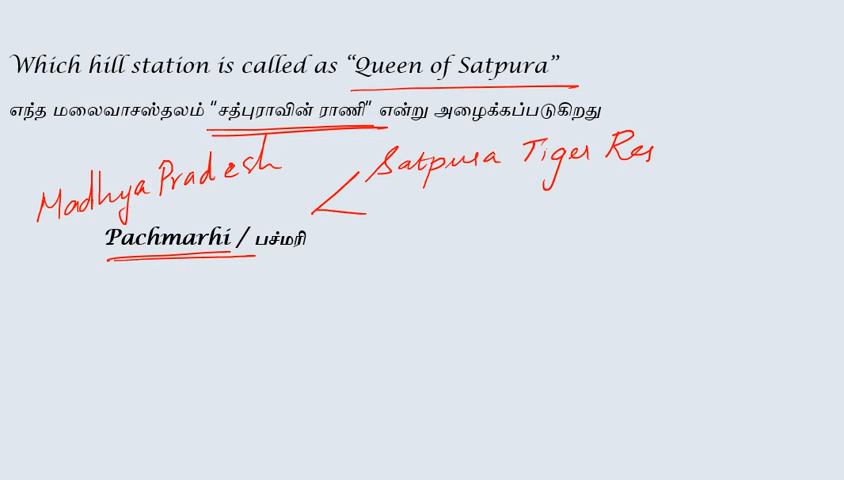 Which hill station is called as “Queen of Satpura”
எந்த மலைவாசஸ்தலம் “சத்புராவின் ராணி” என்று அழைக்கப்படுகிறது
Madhya Pradesh
Satpura Tiger Res
Pachmarhi / பச்மரி